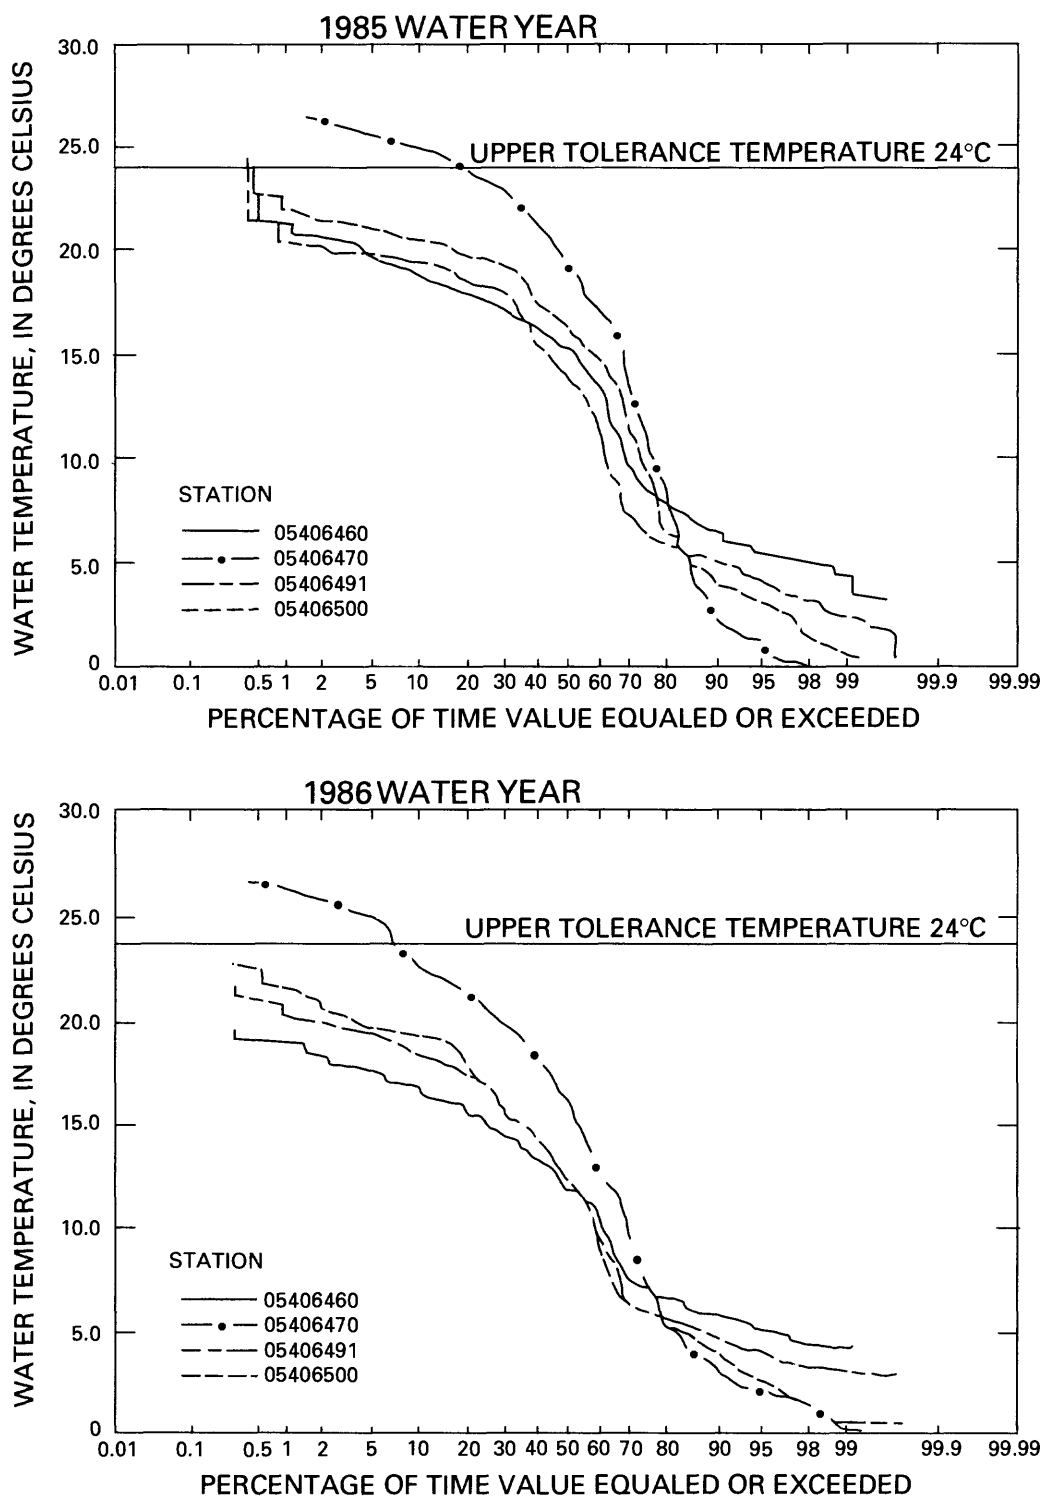 1985 WATER YEAR
WATER TEMPERATURE, IN DEGREES CELSIUS
30.0
25.0
20.0
15.0
10.0
5.0
0
UPPER TOLERANCE TEMPERATURE 24°C
STATION
05406460
05406470
05406491
05406500
0.01 0.1 0.5 1 2 5 10 20 30 40 50 60 70 80 90 95 98 99 99.9 99.99
PERCENTAGE OF TIME VALUE EQUALED OR EXCEEDED
1986 WATER YEAR
WATER TEMPERATURE, IN DEGREES CELSIUS
30.0
25.0
20.0
15.0
10.0
5.0
0
UPPER TOLERANCE TEMPERATURE 24°C
STATION
05406460
05406470
05406491
05406500
0.01 0.1 0.5 1 2 5 10 20 30 40 50 60 70 80 90 95 98 99 99.9 99.99
PERCENTAGE OF TIME VALUE EQUALED OR EXCEEDED